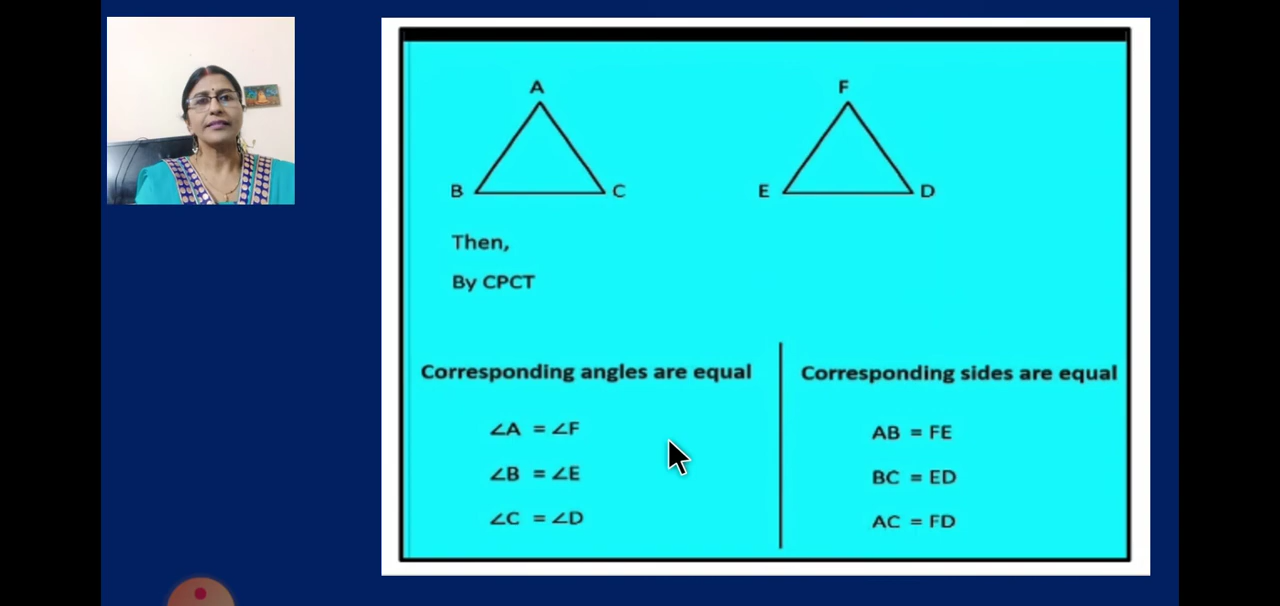 A
F
B
C
E
D
Then,
By CPCT
Corresponding angles are equal
Corresponding sides are equal
∠A = ∠F
AB = FE
∠B = ∠E
BC = ED
∠C = ∠D
AC = FD